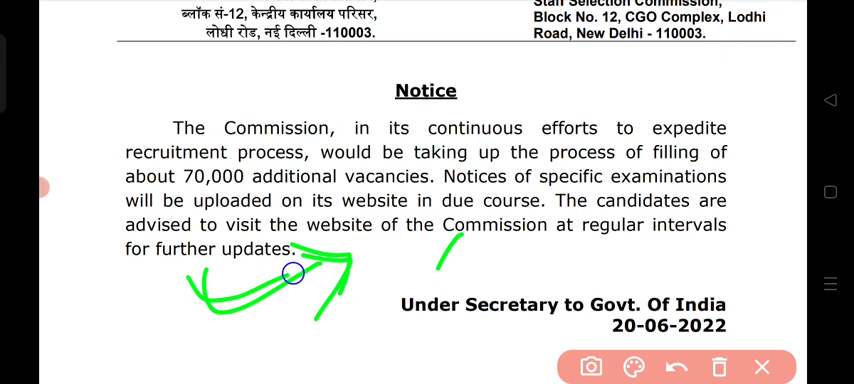 ब्लॉक सं-12, केन्द्रीय कार्यालय परिसर,
लोधी रोड, नई दिल्ली -110003.
Staff Selection Commission,
Block No. 12, CGO Complex, Lodhi
Road, New Delhi - 110003.
Notice
The Commission, in its continuous efforts to expedite
recruitment process, would be taking up the process of filling of
about 70,000 additional vacancies. Notices of specific examinations
will be uploaded on its website in due course. The candidates are
advised to visit the website of the Commission at regular intervals
for further updates.
Under Secretary to Govt. Of India
20-06-2022